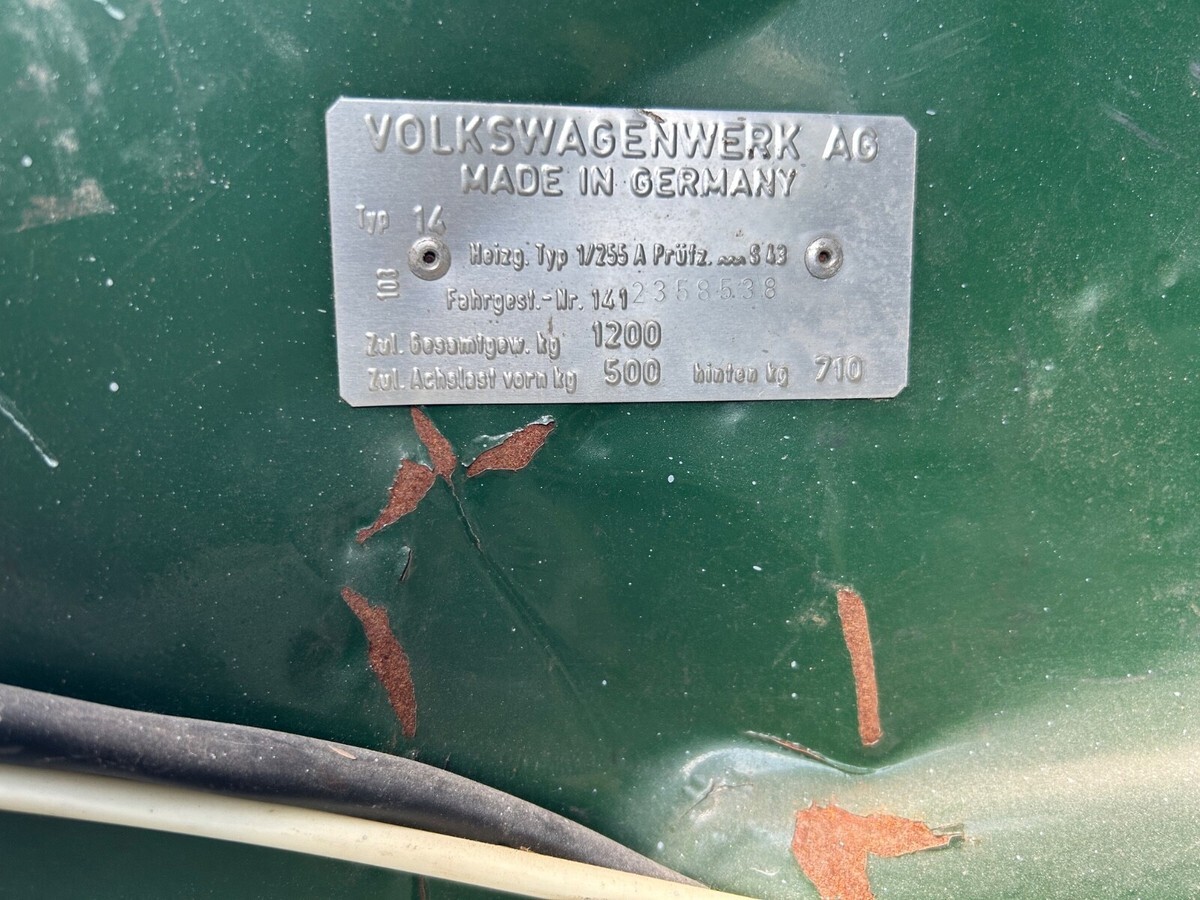 VOLKSWAGENWERK AG
MADE IN GERMANY
Typ 14
Heizg. Typ 1/255 A Prüfz. ~~~ S 43
Fahrgest.-Nr. 1412358538
Zul. Gesamtgew. kg 1200
Zul. Achslast vorn kg 500 hinten kg 710